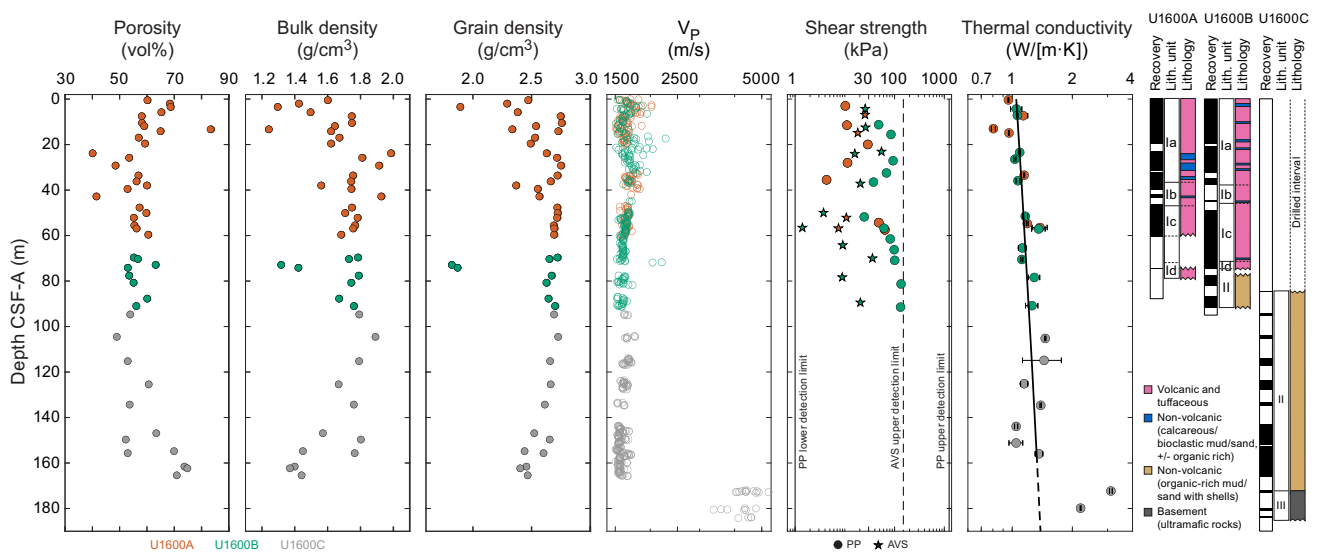 Porosity
(vol%)
30 50 70 90
Bulk density
(g/cm³)
1.2 1.4 1.6 1.8 2.0
Grain density
(g/cm³)
2.0 2.5 3.0
VP
(m/s)
1500 2500 5000
Shear strength
(kPa)
1 30 100 1000
Thermal conductivity
(W/[m·K])
0.7 1 2 4
U1600A U1600B U1600C
Recovery
Lith. unit
Lithology
Recovery
Lith. unit
Lithology
Recovery
Lith. unit
Lithology
Depth CSF-A (m)
0
20
40
60
80
100
120
140
160
180
PP lower detection limit
AVS upper detection limit
PP upper detection limit
Ia
Ib
Ic
Id
Ia
Ib
Ic
Id
II
Drilled interval
II
III
Volcanic and
tuffaceous
Non-volcanic
(calcareous/
bioclastic mud/sand,
+/- organic rich)
Non-volcanic
(organic-rich mud/
sand with shells)
Basement
(ultramafic rocks)
U1600A U1600B U1600C
PP AVS